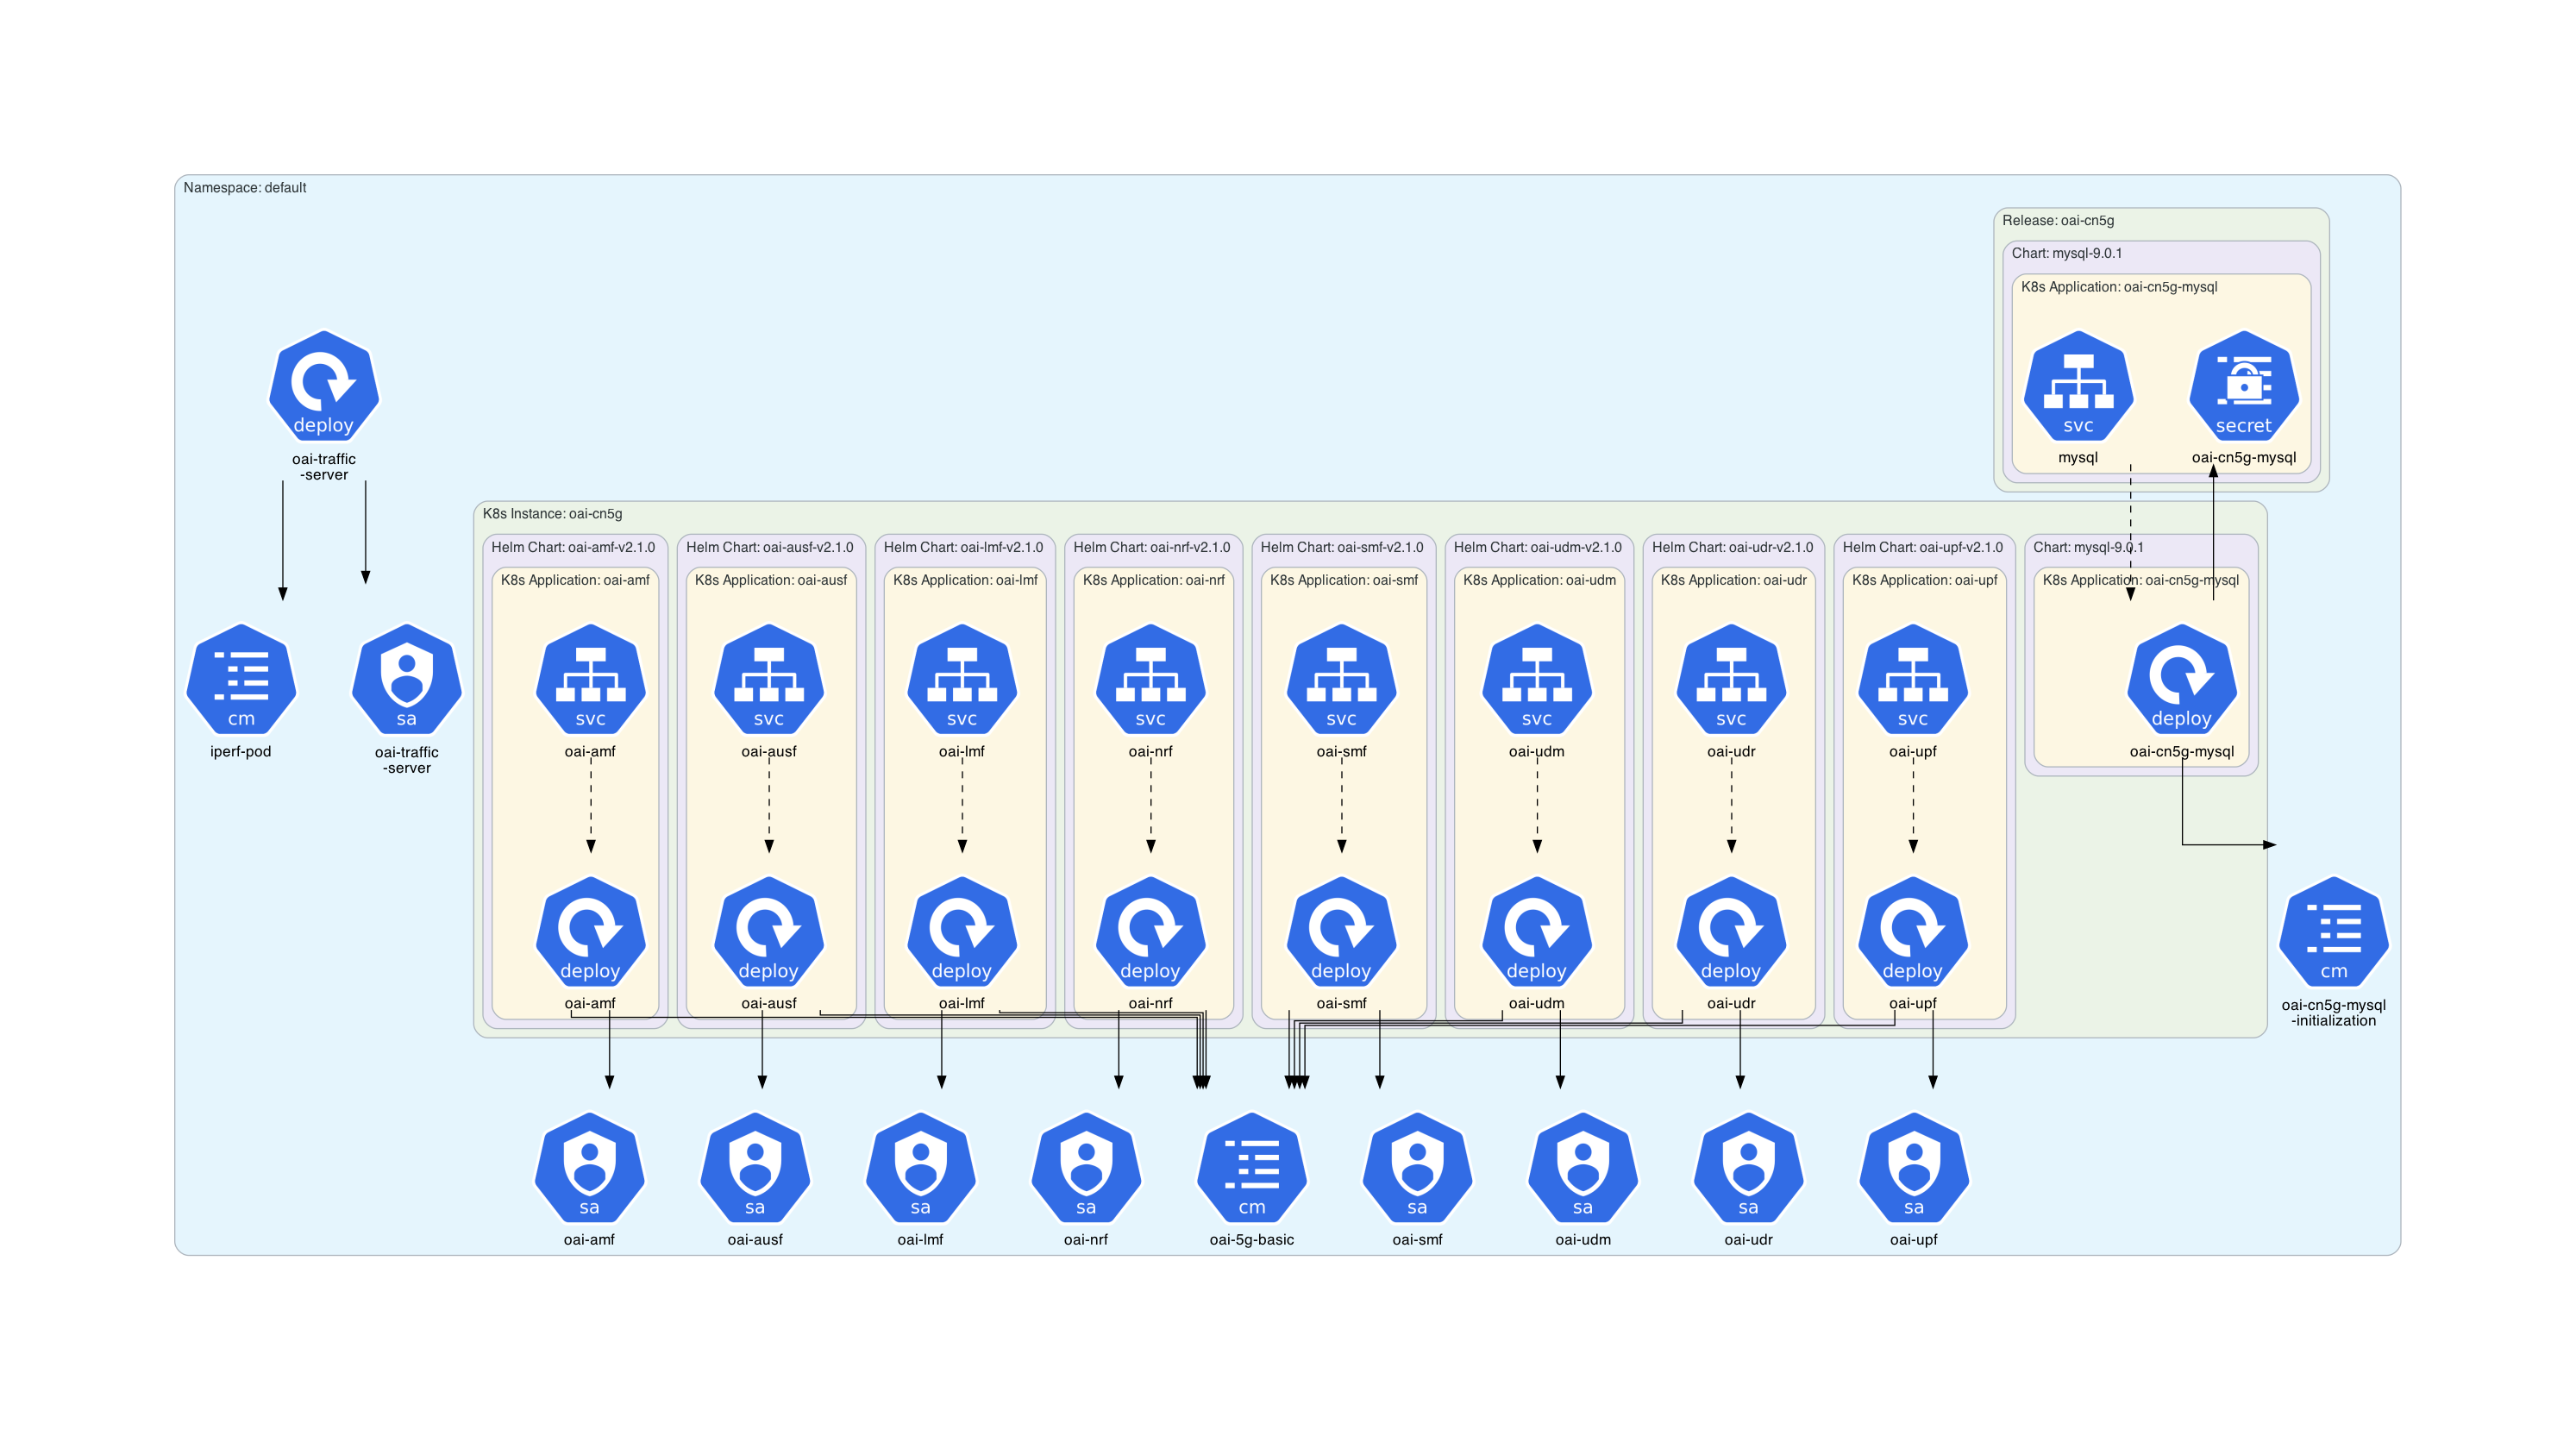 Namespace: default
Release: oai-cn5g
Chart: mysql-9.0.1
K8s Application: oai-cn5g-mysql
deploy
svc
secret
oai-traffic
-server
mysql
oai-cn5g-mysql
K8s Instance: oai-cn5g
Helm Chart: oai-amf-v2.1.0
Helm Chart: oai-ausf-v2.1.0
Helm Chart: oai-lmf-v2.1.0
Helm Chart: oai-nrf-v2.1.0
Helm Chart: oai-smf-v2.1.0
Helm Chart: oai-udm-v2.1.0
Helm Chart: oai-udr-v2.1.0
Helm Chart: oai-upf-v2.1.0
Chart: mysql-9.0.1
K8s Application: oai-amf
K8s Application: oai-ausf
K8s Application: oai-lmf
K8s Application: oai-nrf
K8s Application: oai-smf
K8s Application: oai-udm
K8s Application: oai-udr
K8s Application: oai-upf
K8s Application: oai-cn5g-mysql
cm
sa
svc
svc
svc
svc
svc
svc
svc
svc
deploy
iperf-pod
oai-traffic
-server
oai-amf
oai-ausf
oai-lmf
oai-nrf
oai-smf
oai-udm
oai-udr
oai-upf
oai-cn5g-mysql
deploy
deploy
deploy
deploy
deploy
deploy
deploy
deploy
cm
oai-amf
oai-ausf
oai-lmf
oai-nrf
oai-smf
oai-udm
oai-udr
oai-upf
oai-cn5g-mysql
-initialization
sa
sa
sa
sa
cm
sa
sa
sa
sa
oai-amf
oai-ausf
oai-lmf
oai-nrf
oai-5g-basic
oai-smf
oai-udm
oai-udr
oai-upf